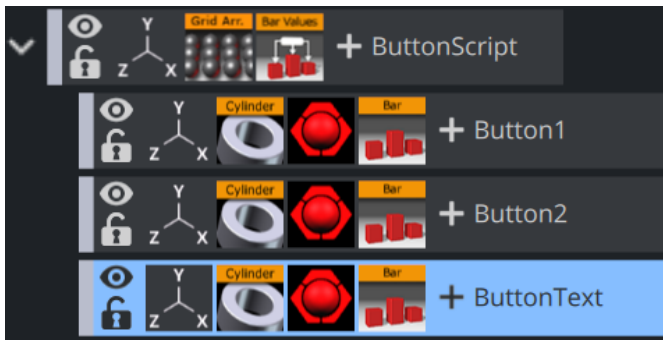 Y Z X Grid Arr. Bar Values ButtonScript
Y Z X Cylinder Bar Button1
Y Z X Cylinder Bar Button2
Y Z X Cylinder Bar ButtonText